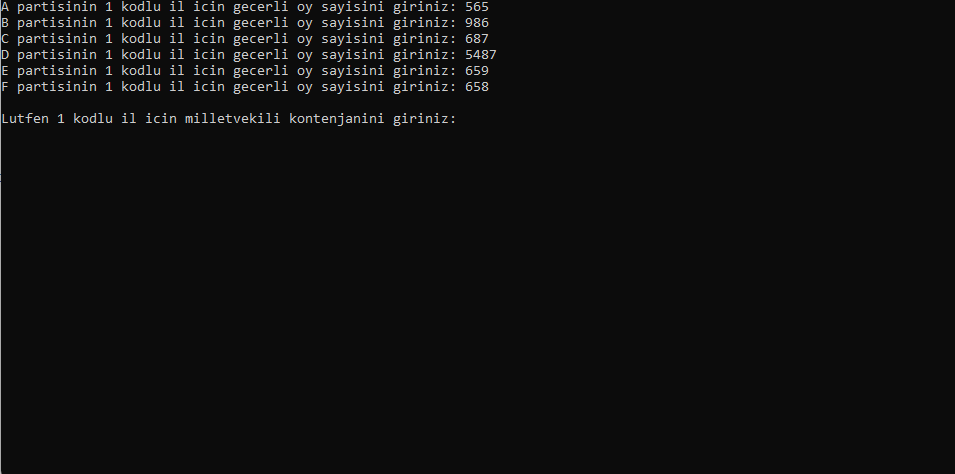 A partisinin 1 kodlu il icin gecerli oy sayisini giriniz: 565
B partisinin 1 kodlu il icin gecerli oy sayisini giriniz: 986
C partisinin 1 kodlu il icin gecerli oy sayisini giriniz: 687
D partisinin 1 kodlu il icin gecerli oy sayisini giriniz: 5487
E partisinin 1 kodlu il icin gecerli oy sayisini giriniz: 659
F partisinin 1 kodlu il icin gecerli oy sayisini giriniz: 658
Lutfen 1 kodlu il icin milletvekili kontenjanini giriniz: